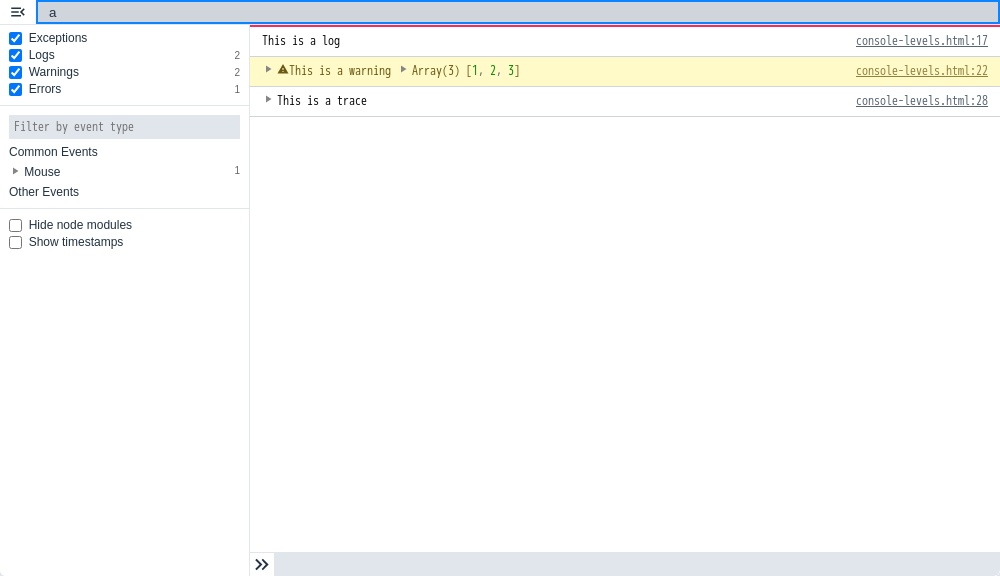 a
Exceptions
Logs 2
Warnings 2
Errors 1
Filter by event type
Common Events
Mouse 1
Other Events
Hide node modules
Show timestamps
This is a log console-levels.html:17
This is a warning Array(3) [1, 2, 3] console-levels.html:22
This is a trace console-levels.html:28